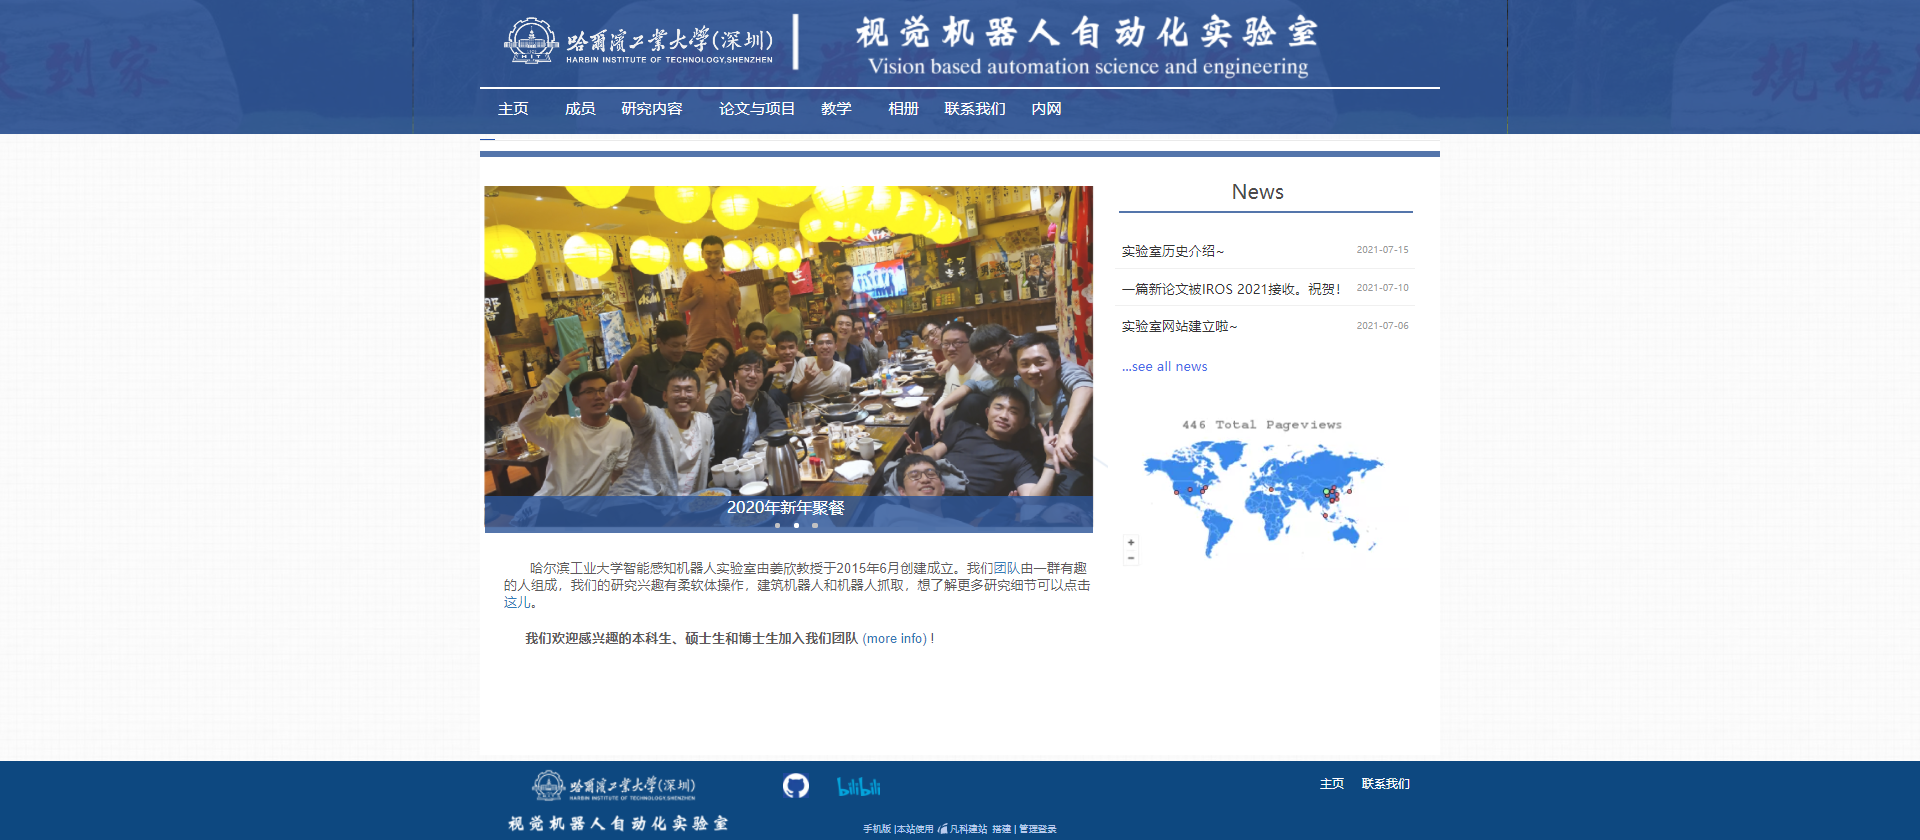 哈爾濱工業大學(深圳)
HARBIN INSTITUTE OF TECHNOLOGY,SHENZHEN
视觉机器人自动化实验室
Vision based automation science and engineering
主页 成员 研究内容 论文与项目 教学 相册 联系我们 内网
News
实验室历史介绍~ 2021-07-15
一篇新论文被IROS 2021接收。祝贺! 2021-07-10
实验室网站建立啦~ 2021-07-06
...see all news
446 Total Pageviews
+
−
2020年新年聚餐
哈尔滨工业大学智能感知机器人实验室由姜欣教授于2015年6月创建成立。我们团队由一群有趣
的人组成，我们的研究兴趣有柔软体操作，建筑机器人和机器人抓取，想了解更多研究细节可以点击
这儿。
我们欢迎感兴趣的本科生、硕士生和博士生加入我们团队 (more info) !
哈爾濱工業大學(深圳)
HARBIN INSTITUTE OF TECHNOLOGY,SHENZHEN
视觉机器人自动化实验室
bilibili
主页 联系我们
手机版 |本站使用 凡科建站 搭建 | 管理登录